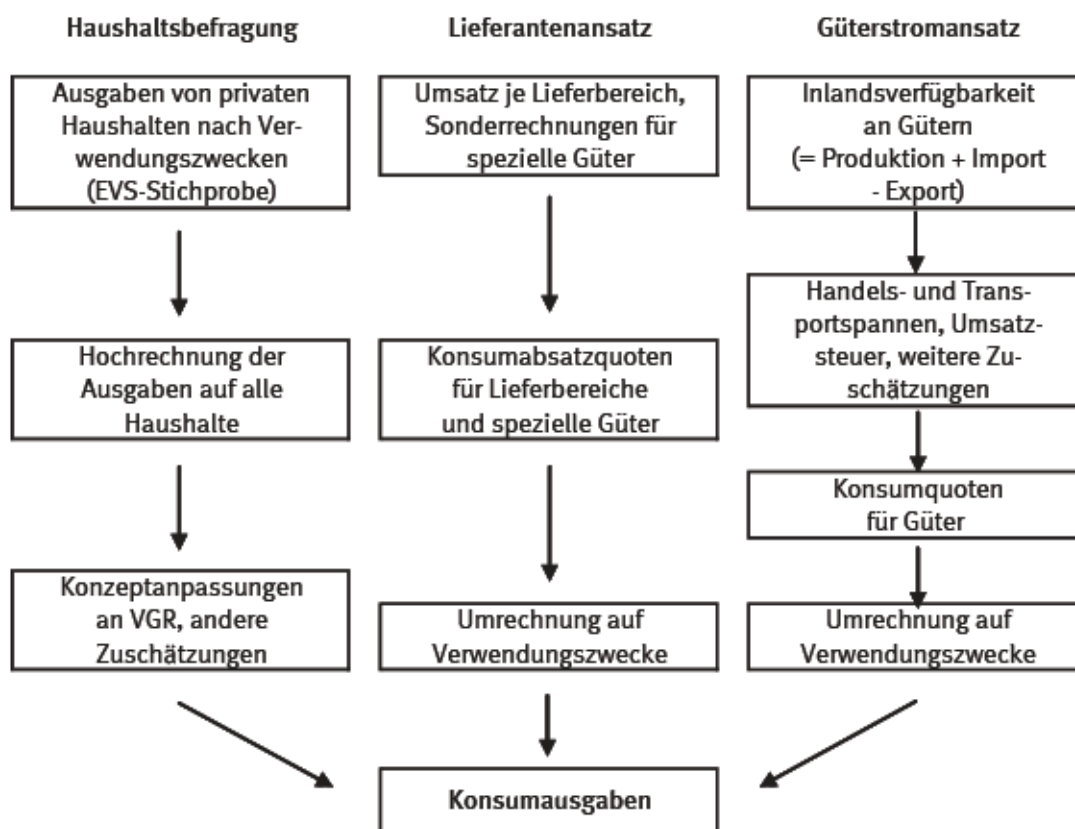 Haushaltsbefragung
Ausgaben von privaten
Haushalten nach Ver-
wendungszwecken
(EVS-Stichprobe)
Hochrechnung der
Ausgaben auf alle
Haushalte
Konzeptanpassungen
an VGR, andere
Zuschätzungen
Lieferantenansatz
Umsatz je Lieferbereich,
Sonderrechnungen für
spezielle Güter
Konsumabsatzquoten
für Lieferbereiche
und spezielle Güter
Umrechnung auf
Verwendungszwecke
Güterstromansatz
Inlandsverfügbarkeit
an Gütern
(= Produktion + Import
- Export)
Handels- und Trans-
portspannen, Umsatz-
steuer, weitere Zu-
schätzungen
Konsumquoten
für Güter
Umrechnung auf
Verwendungszwecke
Konsumausgaben